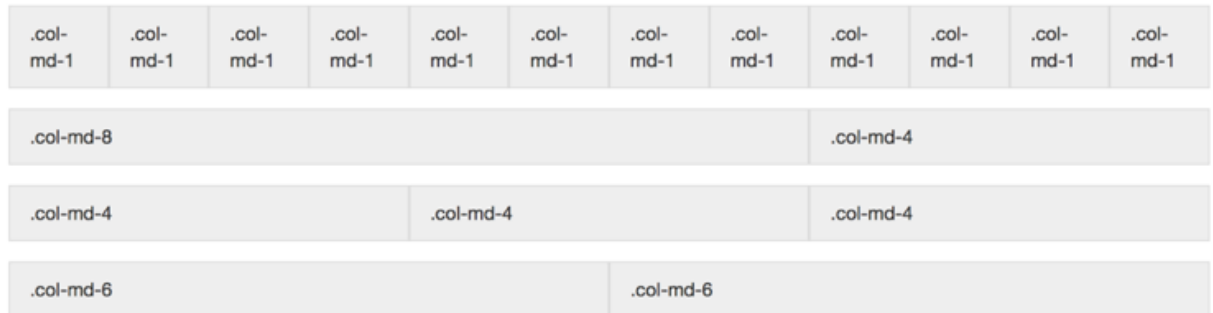 .col- .col- .col- .col- .col- .col- .col- .col- .col- .col- .col- .col-
md-1 md-1 md-1 md-1 md-1 md-1 md-1 md-1 md-1 md-1 md-1 md-1
.col-md-8 .col-md-4
.col-md-4 .col-md-4 .col-md-4
.col-md-6 .col-md-6